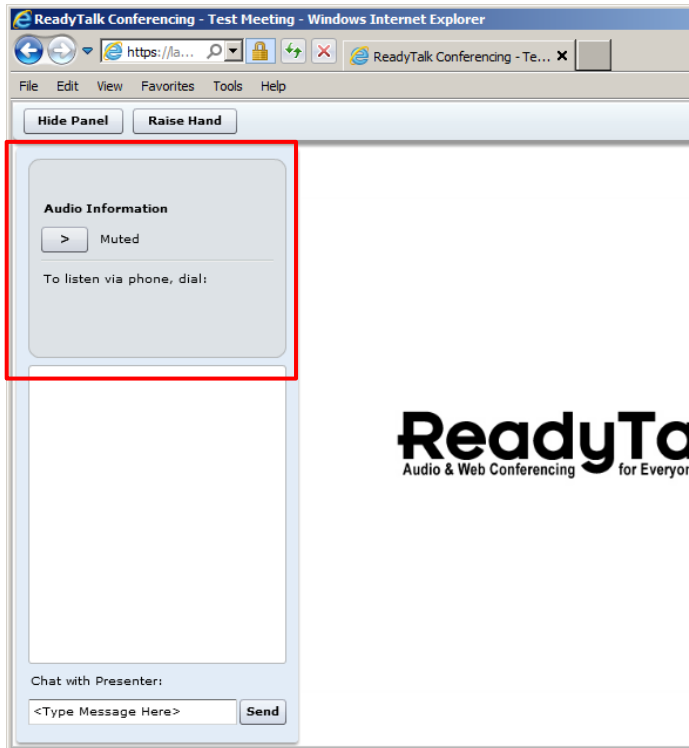 ReadyTalk Conferencing - Test Meeting - Windows Internet Explorer
https://la... ReadyTalk Conferencing - Te...
File Edit View Favorites Tools Help
Hide Panel Raise Hand
Audio Information
> Muted
To listen via phone, dial:
ReadyTa
Audio & Web Conferencing for Everyon
Chat with Presenter:
<Type Message Here> Send